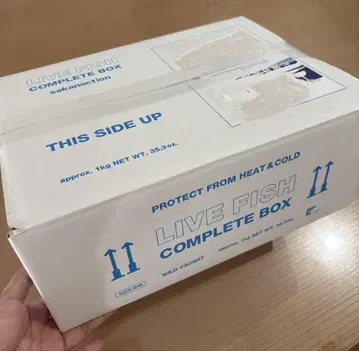 LIVE FISH
COMPLETE BOX
sakanaction
THIS SIDE UP
approx. 1kg NET WT. 35.3oz.
PROTECT FROM HEAT & COLD
LIVE FISH
COMPLETE BOX
WILD CAUGHT
approx. 1kg NET WT. 35.3oz.